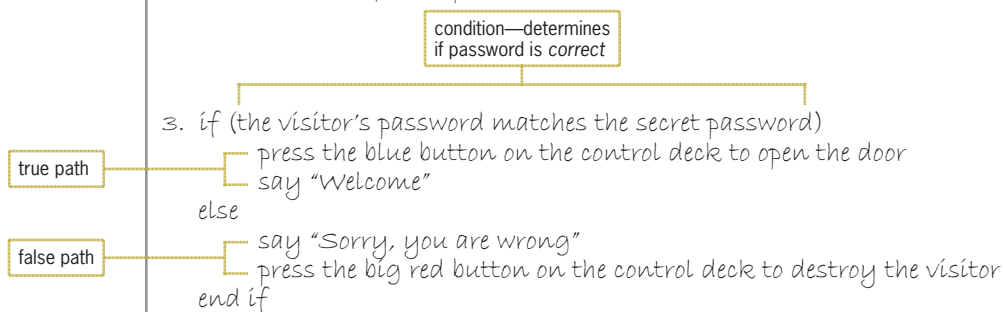 condition—determines
if password is correct
3. if (the visitor's password matches the secret password)
true path
press the blue button on the control deck to open the door
say "Welcome"
else
false path
say "Sorry, you are wrong"
press the big red button on the control deck to destroy the visitor
end if